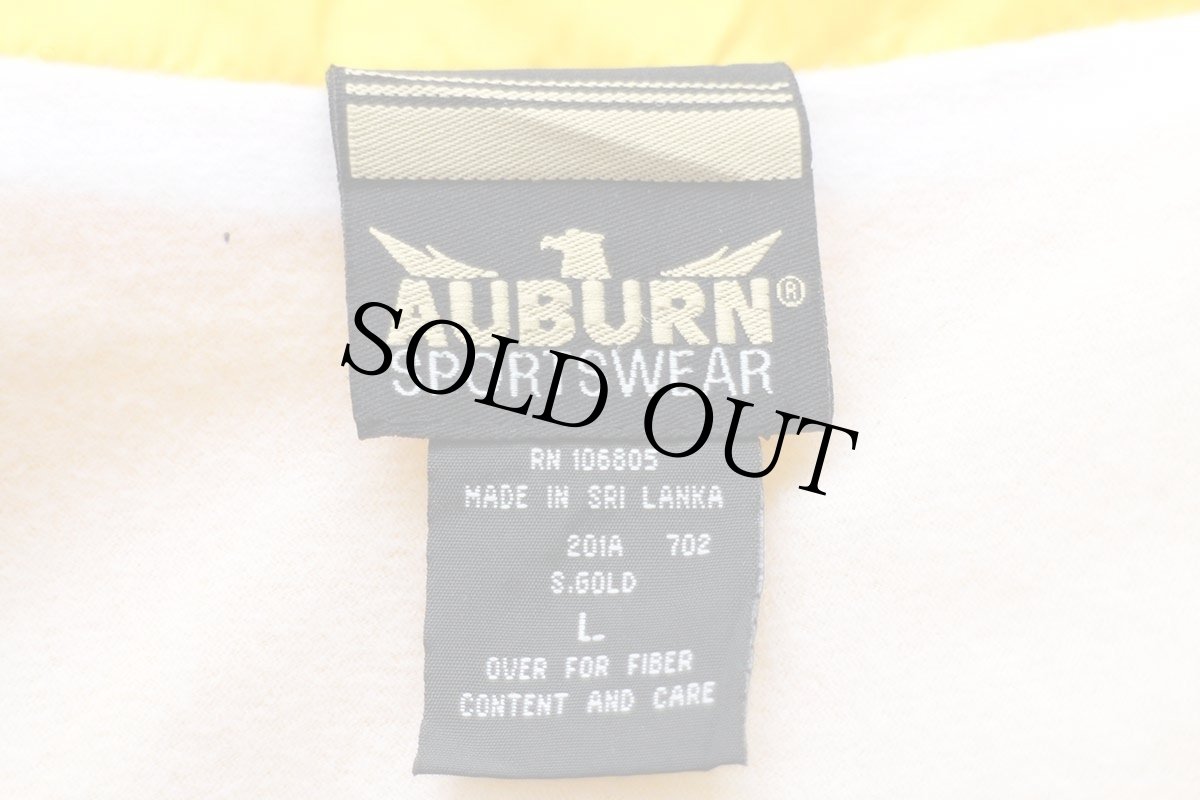 AUBURN®
SPORTSWEAR
SOLD OUT
RN 106805
MADE IN SRI LANKA
201A 702
S.GOLD
L
OVER FOR FIBER
CONTENT AND CARE